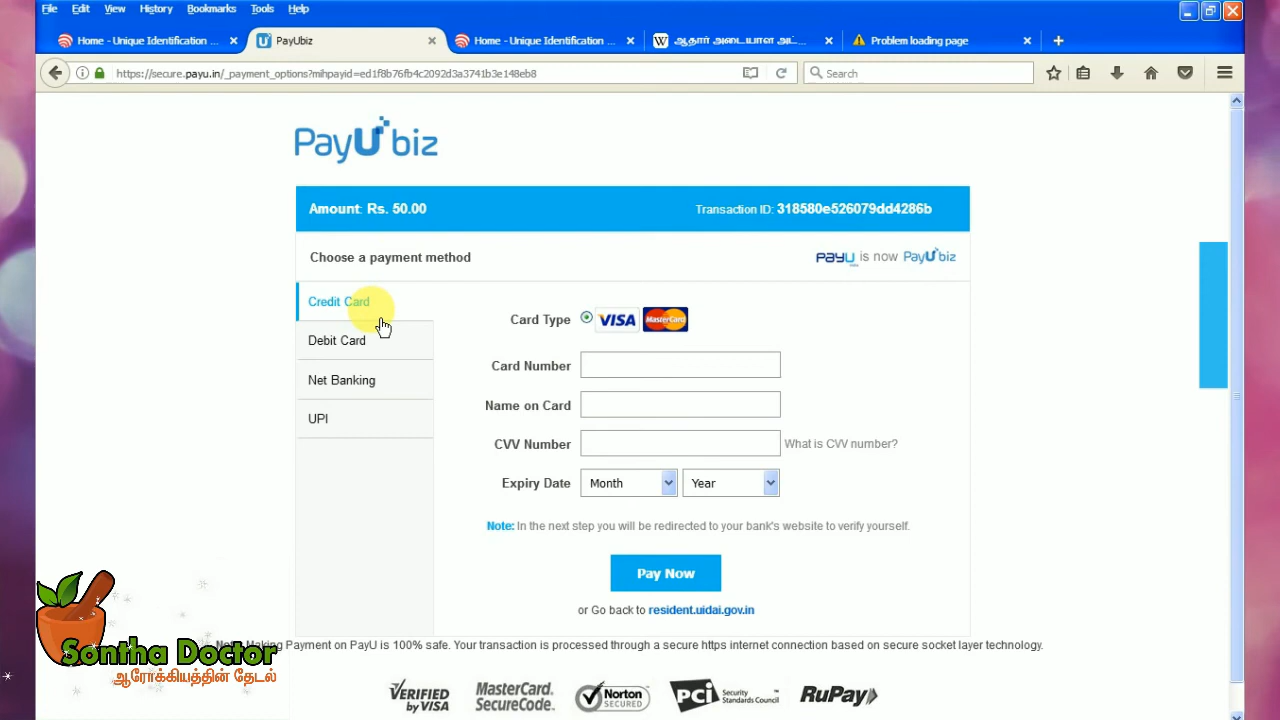 File Edit View History Bookmarks Tools Help
Home - Unique Identification ... PayUbiz Home - Unique Identification ... ஆதார் அடையாள அட்... Problem loading page
https://secure.payu.in/_payment_options?mihpayid=ed1f8b76fb4c2092d3a3741b3e148eb8 Search
PayU biz
Amount: Rs. 50.00 Transaction ID: 318580e526079dd4286b
Choose a payment method PayU is now PayU biz
Credit Card
Debit Card
Net Banking
UPI
Card Type VISA MasterCard
Card Number
Name on Card
CVV Number What is CVV number?
Expiry Date Month Year
Note: In the next step you will be redirected to your bank's website to verify yourself.
Pay Now
or Go back to resident.uidai.gov.in
Making Payment on PayU is 100% safe. Your transaction is processed through a secure https internet connection based on secure socket layer technology.
Sontha Doctor
ஆரோக்கியத்தின் தேடல்
VERIFIED by VISA MasterCard. SecureCode. Norton SECURED PCI Security Standards Council RuPay